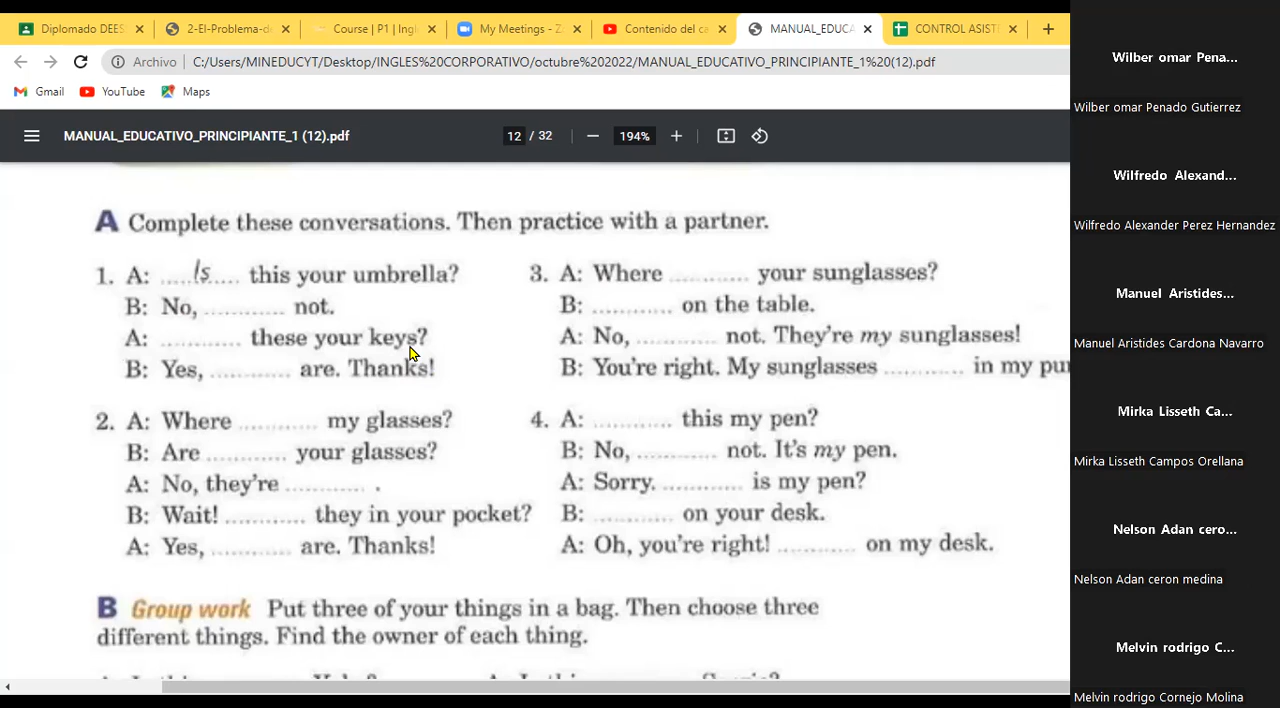 Diplomado DEES
2-El-Problema-d
Course | P1 | Ingl
My Meetings - Z
Contenido del ca
MANUAL_EDUCA
CONTROL ASIST
Archivo
C:/Users/MINEDUCYT/Desktop/INGLES%20CORPORATIVO/octubre%202022/MANUAL_EDUCATIVO_PRINCIPIANTE_1%20(12).pdf
Gmail
YouTube
Maps
MANUAL_EDUCATIVO_PRINCIPIANTE_1 (12).pdf
12 / 32
194%
A Complete these conversations. Then practice with a partner.
1. A: .....Is..... this your umbrella?
B: No, ............ not.
A: ............ these your keys?
B: Yes, ............ are. Thanks!
2. A: Where ............ my glasses?
B: Are ............ your glasses?
A: No, they're ............ .
B: Wait! ............ they in your pocket?
A: Yes, ............ are. Thanks!
3. A: Where ............ your sunglasses?
B: ............ on the table.
A: No, ............ not. They're my sunglasses!
B: You're right. My sunglasses ............ in my pu
4. A: ............ this my pen?
B: No, ............ not. It's my pen.
A: Sorry. ............ is my pen?
B: ............ on your desk.
A: Oh, you're right! ............ on my desk.
B Group work Put three of your things in a bag. Then choose three
different things. Find the owner of each thing.
Wilber omar Pena...
Wilber omar Penado Gutierrez
Wilfredo Alexand...
Wilfredo Alexander Perez Hernandez
Manuel Aristides...
Manuel Aristides Cardona Navarro
Mirka Lisseth Ca...
Mirka Lisseth Campos Orellana
Nelson Adan cero...
Nelson Adan ceron medina
Melvin rodrigo C...
Melvin rodrigo Cornejo Molina